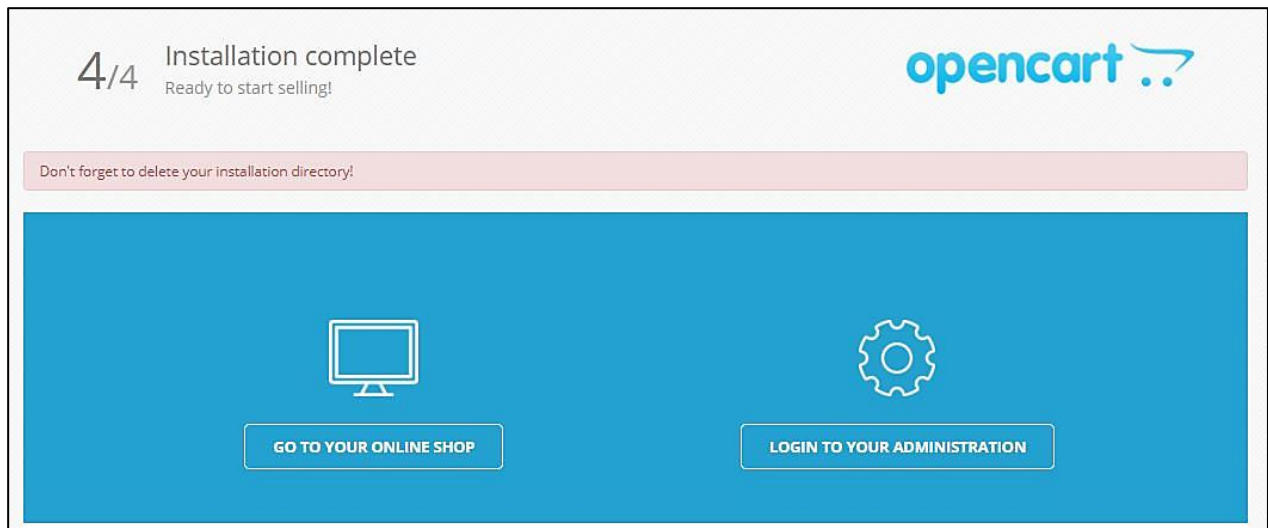 4/4
Installation complete
Ready to start selling!
opencart
Don't forget to delete your installation directory!
GO TO YOUR ONLINE SHOP
LOGIN TO YOUR ADMINISTRATION